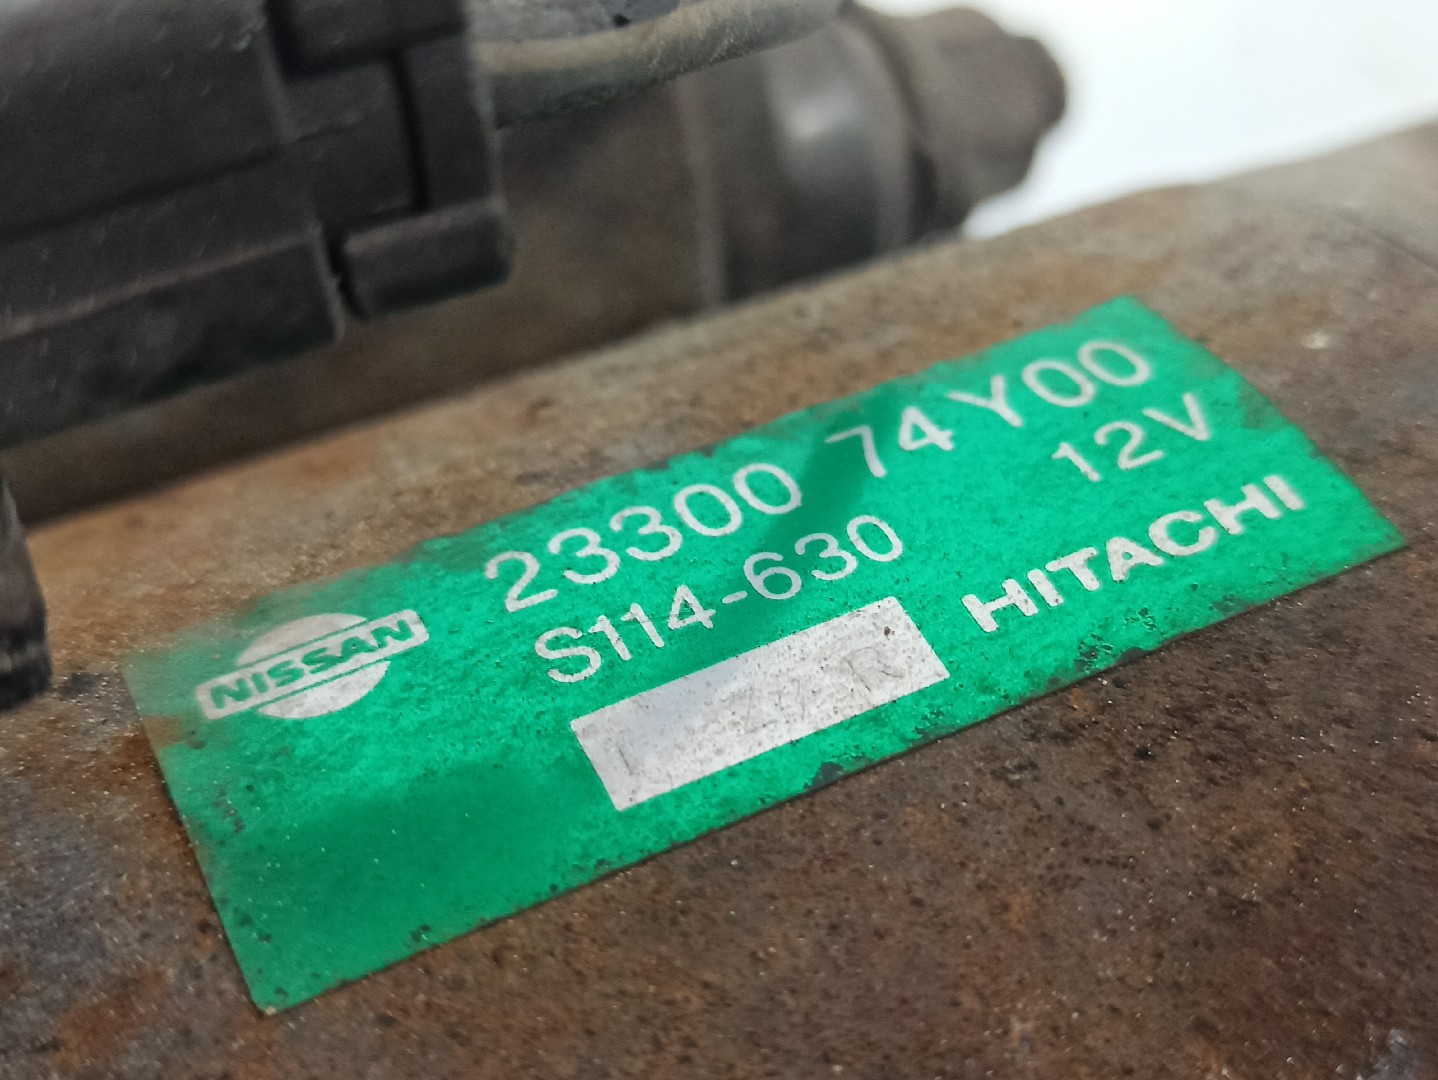 NISSAN
23300 74Y00
S114-630
12V
HITACHI